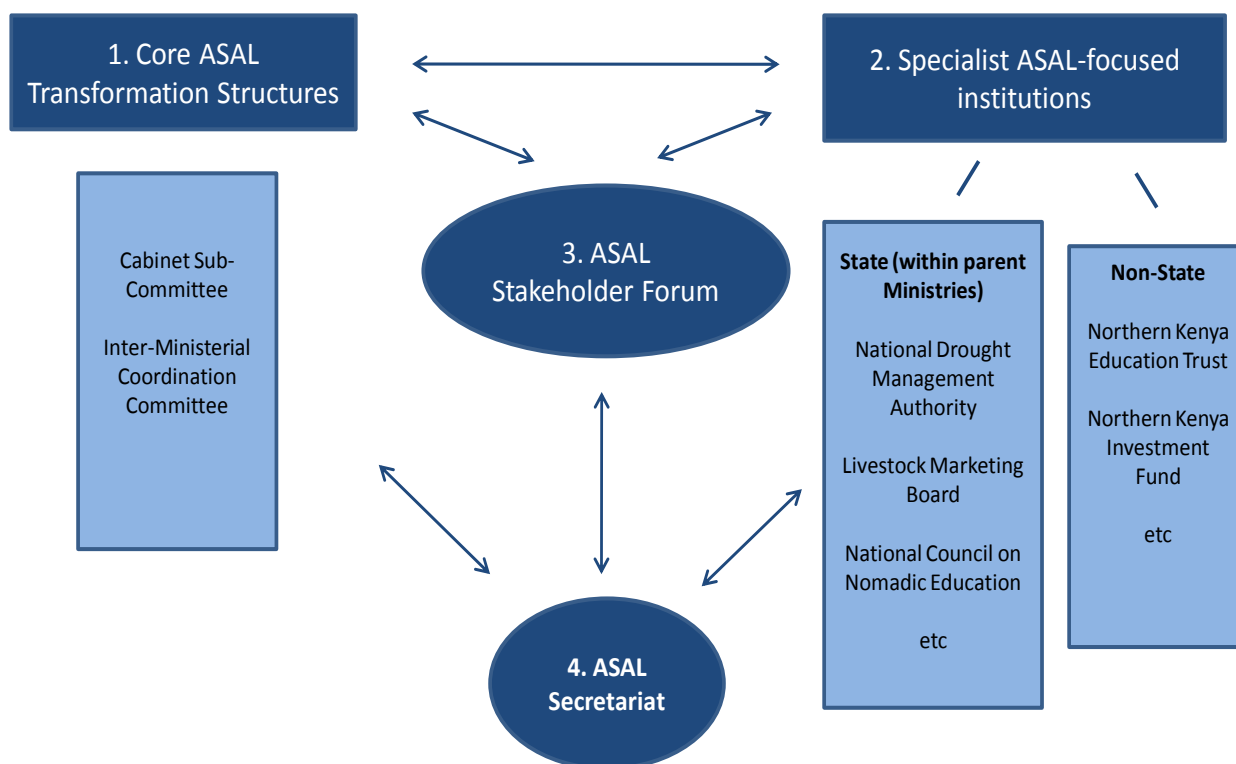 1. Core ASAL
Transformation Structures
2. Specialist ASAL-focused
institutions
Cabinet Sub-
Committee
Inter-Ministerial
Coordination
Committee
3. ASAL
Stakeholder Forum
State (within parent
Ministries)
National Drought
Management
Authority
Livestock Marketing
Board
National Council on
Nomadic Education
etc
Non-State
Northern Kenya
Education Trust
Northern Kenya
Investment
Fund
etc
4. ASAL
Secretariat